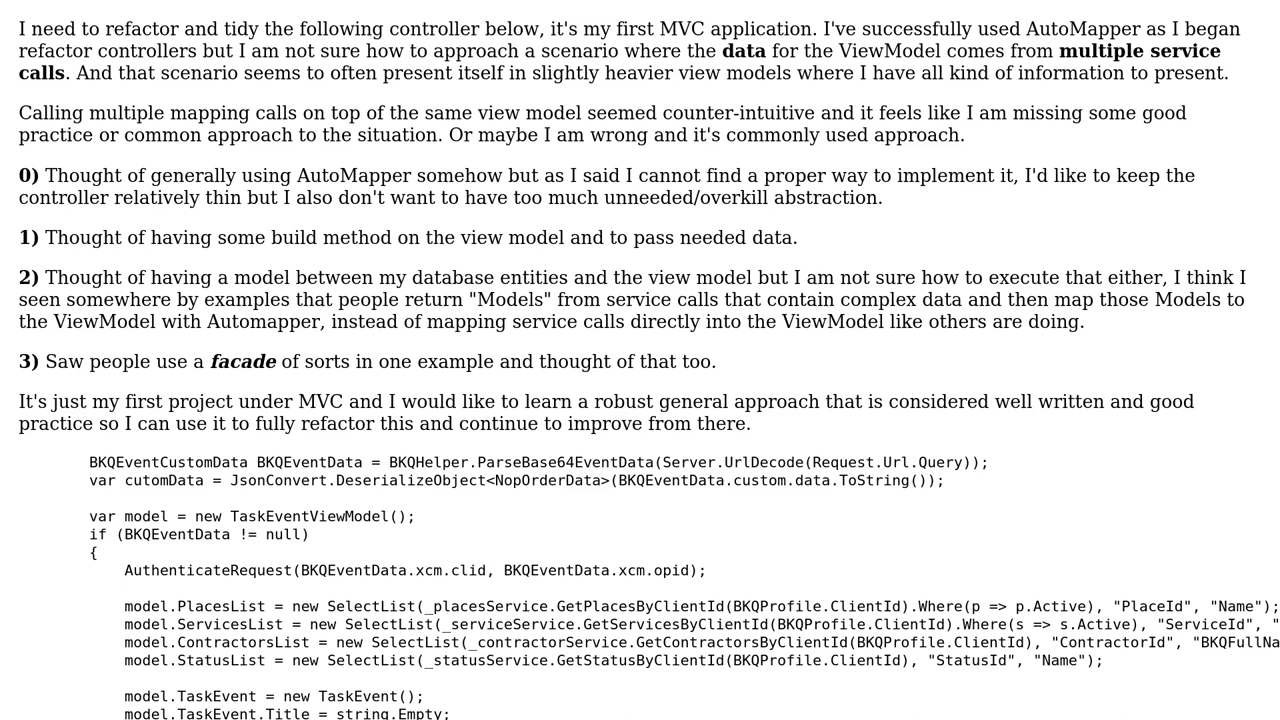 I need to refactor and tidy the following controller below, it's my first MVC application. I've successfully used AutoMapper as I began
refactor controllers but I am not sure how to approach a scenario where the data for the ViewModel comes from multiple service
calls. And that scenario seems to often present itself in slightly heavier view models where I have all kind of information to present.
Calling multiple mapping calls on top of the same view model seemed counter-intuitive and it feels like I am missing some good
practice or common approach to the situation. Or maybe I am wrong and it's commonly used approach.
0) Thought of generally using AutoMapper somehow but as I said I cannot find a proper way to implement it, I'd like to keep the
controller relatively thin but I also don't want to have too much unneeded/overkill abstraction.
1) Thought of having some build method on the view model and to pass needed data.
2) Thought of having a model between my database entities and the view model but I am not sure how to execute that either, I think I
seen somewhere by examples that people return "Models" from service calls that contain complex data and then map those Models to
the ViewModel with Automapper, instead of mapping service calls directly into the ViewModel like others are doing.
3) Saw people use a facade of sorts in one example and thought of that too.
It's just my first project under MVC and I would like to learn a robust general approach that is considered well written and good
practice so I can use it to fully refactor this and continue to improve from there.
BKQEventCustomData BKQEventData = BKQHelper.ParseBase64EventData(Server.UrlDecode(Request.Url.Query));
var cutomData = JsonConvert.DeserializeObject<NopOrderData>(BKQEventData.custom.data.ToString());
var model = new TaskEventViewModel();
if (BKQEventData != null)
{
AuthenticateRequest(BKQEventData.xcm.clid, BKQEventData.xcm.opid);
model.PlacesList = new SelectList(_placesService.GetPlacesByClientId(BKQProfile.ClientId).Where(p => p.Active), "PlaceId", "Name");
model.ServicesList = new SelectList(_serviceService.GetServicesByClientId(BKQProfile.ClientId).Where(s => s.Active), "ServiceId", "
model.ContractorsList = new SelectList(_contractorService.GetContractorsByClientId(BKQProfile.ClientId), "ContractorId", "BKQFullNa
model.StatusList = new SelectList(_statusService.GetStatusByClientId(BKQProfile.ClientId), "StatusId", "Name");
model.TaskEvent = new TaskEvent();
model.TaskEvent.Title = string.Empty;